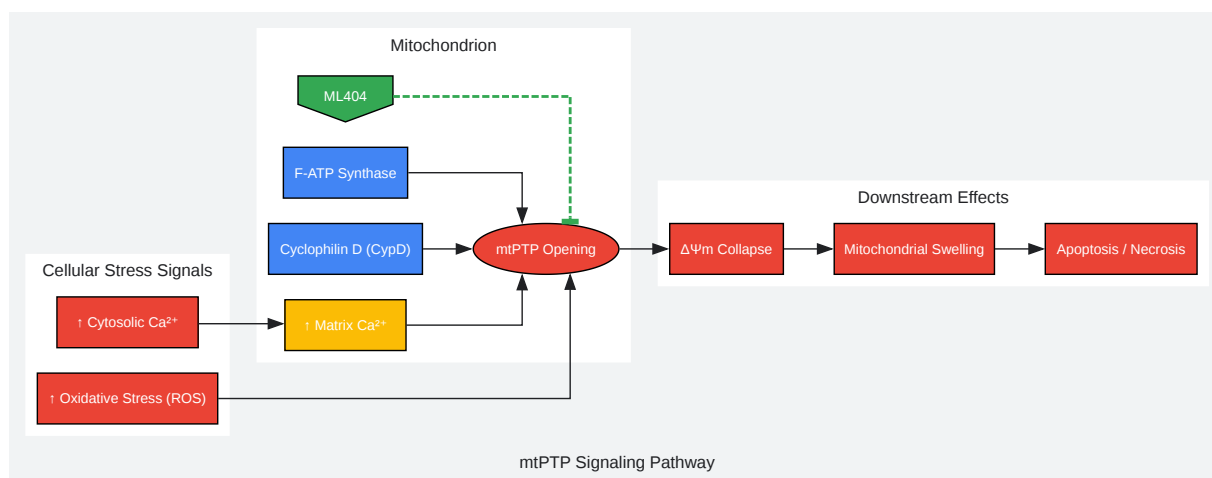 Mitochondrion
ML404
F-ATP Synthase
Cyclophilin D (CypD)
mtPTP Opening
↑ Matrix Ca²⁺
Cellular Stress Signals
↑ Cytosolic Ca²⁺
↑ Oxidative Stress (ROS)
Downstream Effects
ΔΨm Collapse
Mitochondrial Swelling
Apoptosis / Necrosis
mtPTP Signaling Pathway